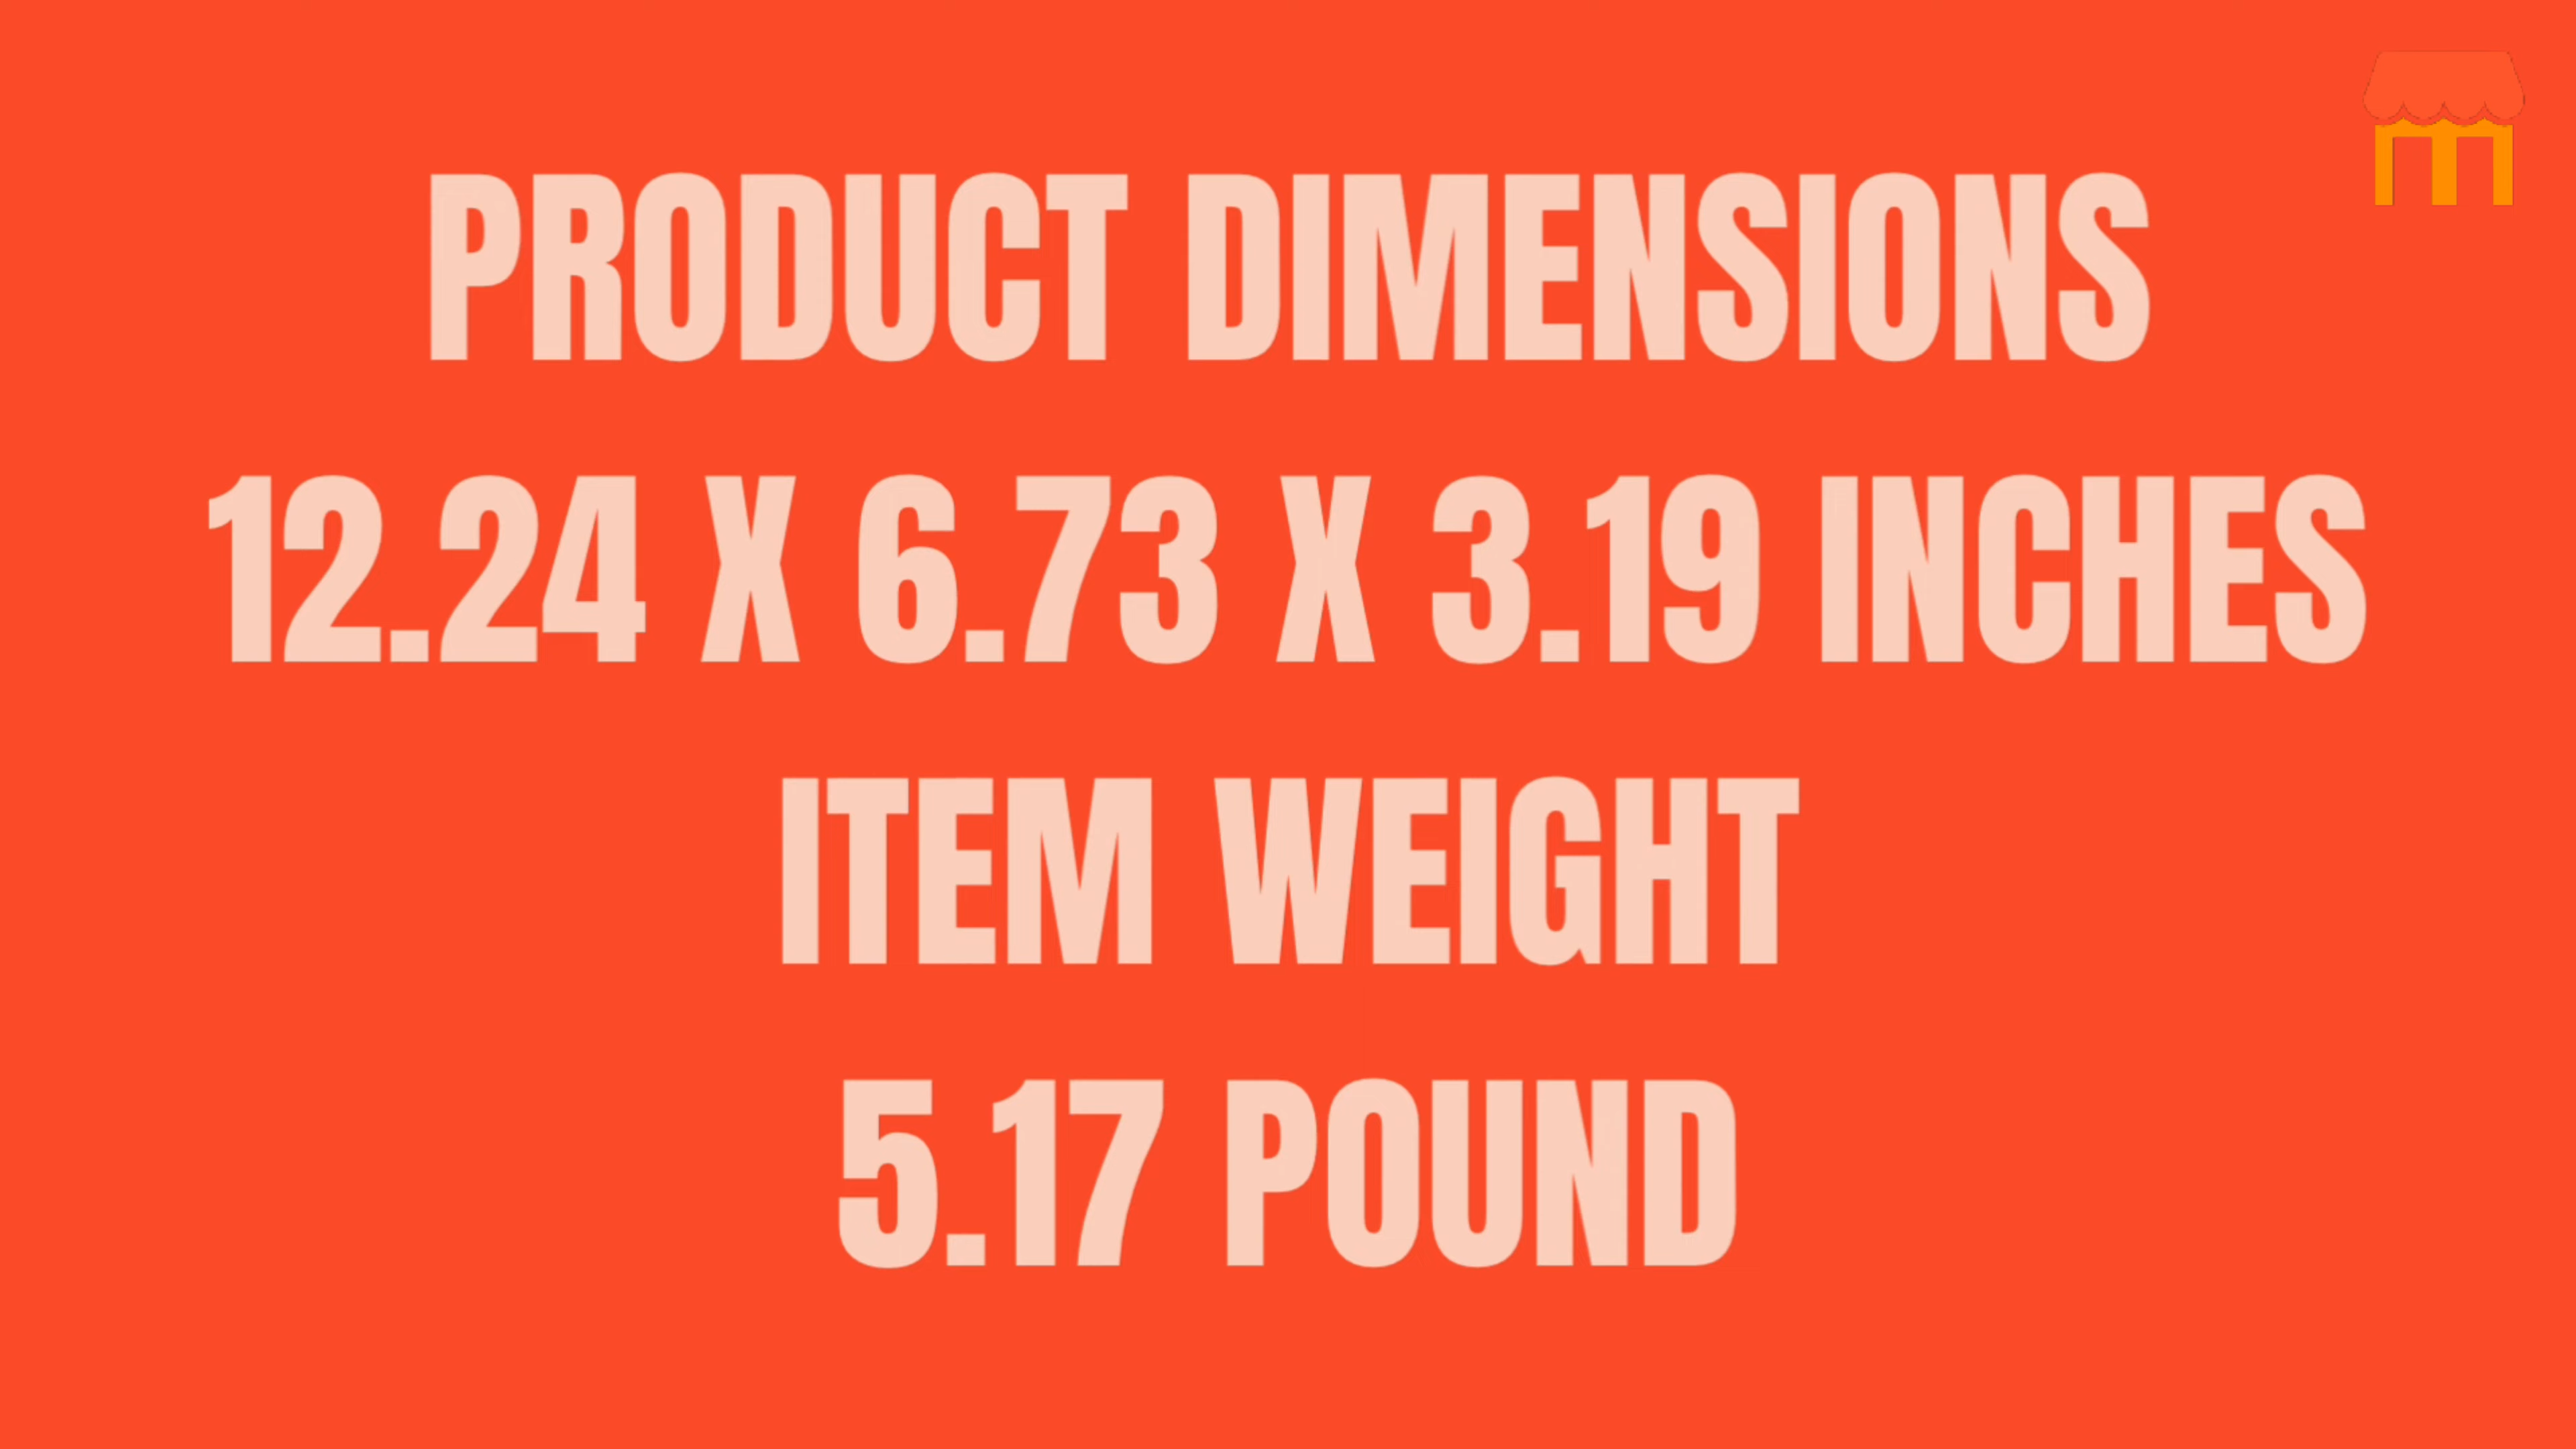 PRODUCT DIMENSIONS
12.24 X 6.73 X 3.19 INCHES
ITEM WEIGHT
5.17 POUND